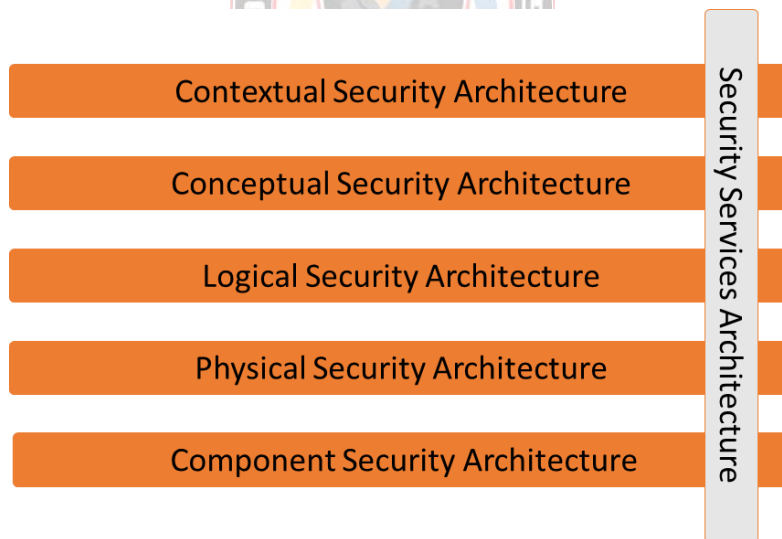 Contextual Security Architecture
Conceptual Security Architecture
Logical Security Architecture
Physical Security Architecture
Component Security Architecture
Security Services Architecture